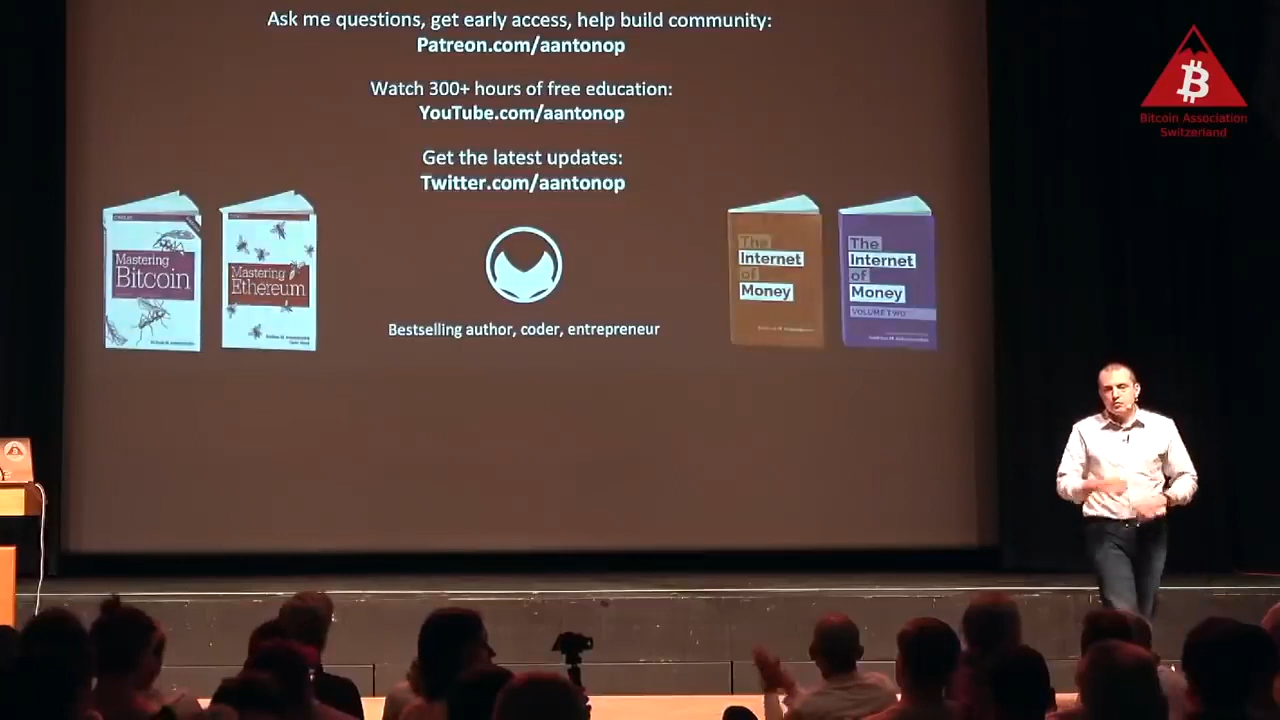 Ask me questions, get early access, help build community:
Patreon.com/aantonop
Watch 300+ hours of free education:
YouTube.com/aantonop
Get the latest updates:
Twitter.com/aantonop
Bitcoin Association
Switzerland
Mastering
Bitcoin
Mastering
Ethereum
The
Internet
of
Money
The
Internet
of
Money
VOLUME TWO
Bestselling author, coder, entrepreneur